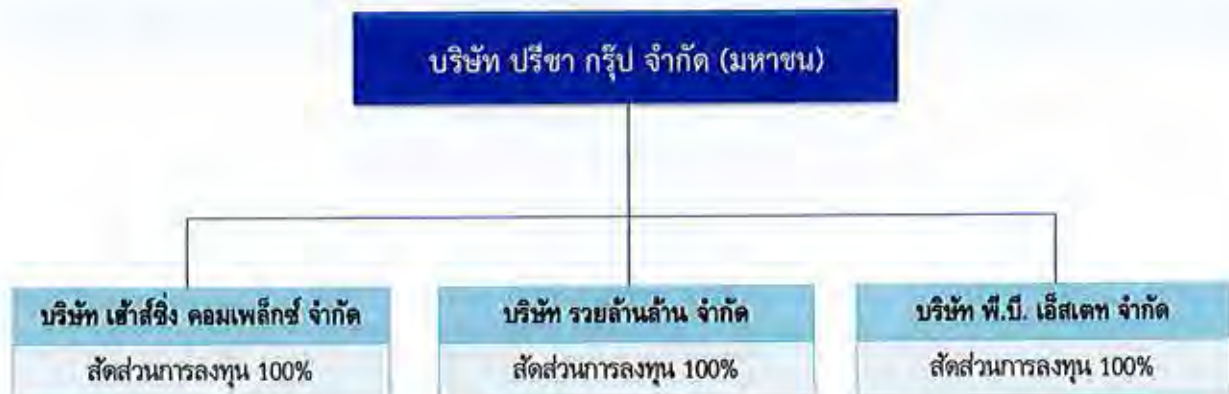 บริษัท ปรีชา กรุ๊ป จำกัด (มหาชน)
บริษัท เฮ้าส์ซิ่ง คอมเพล็กซ์ จำกัด
สัดส่วนการลงทุน 100%
บริษัท รวยล้านล้าน จำกัด
สัดส่วนการลงทุน 100%
บริษัท พี.บี. เอ็สเตท จำกัด
สัดส่วนการลงทุน 100%